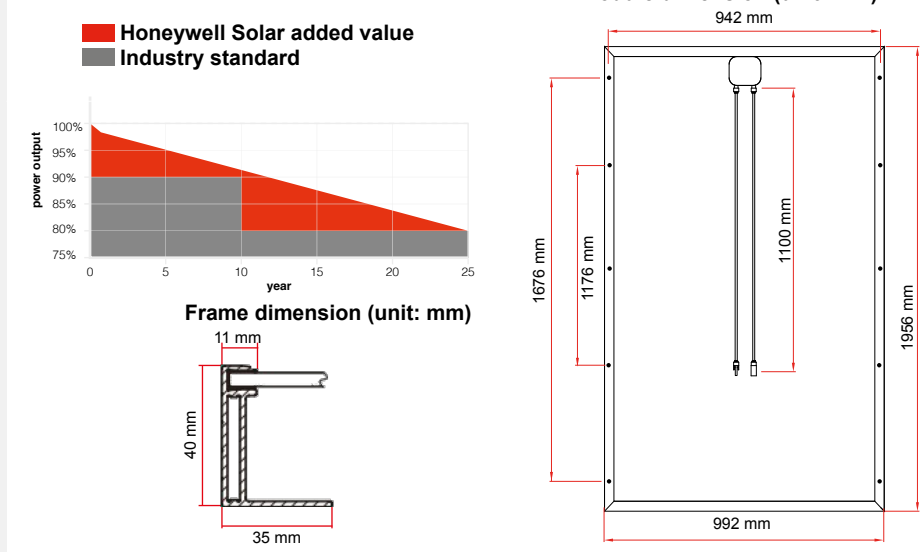 Honeywell Solar added value
Industry standard
100%
95%
90%
85%
80%
75%
power output
0 5 10 15 20 25
year
Frame dimension (unit: mm)
11 mm
40 mm
35 mm
942 mm
1676 mm
1176 mm
1100 mm
1956 mm
992 mm